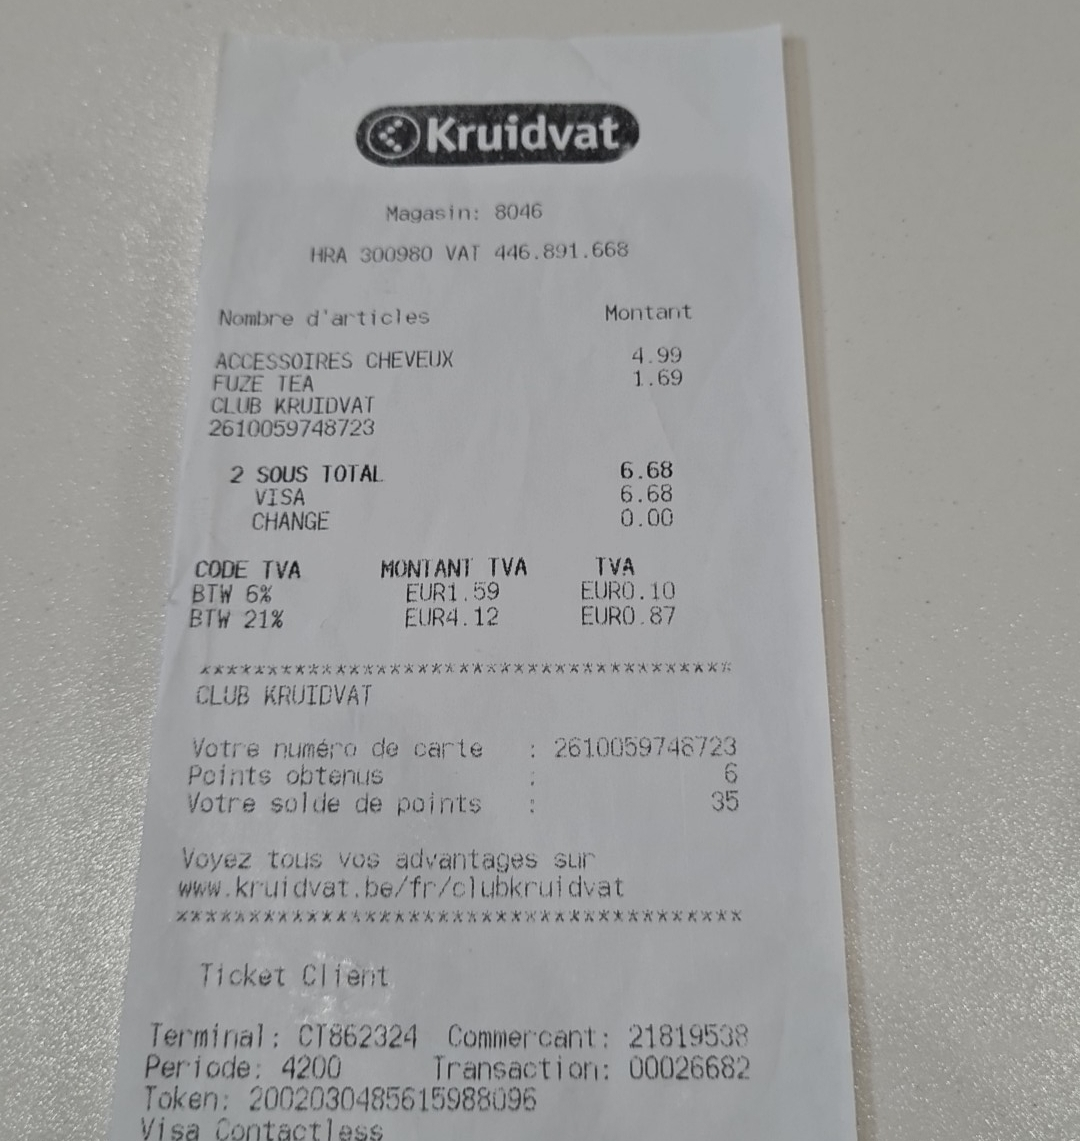 Kruidvat
Magasin: 8046
HRA 300980 VAT 446.891.668
Nombre d'articles Montant
ACCESSOIRES CHEVEUX 4.99
FUZE TEA 1.69
CLUB KRUIDVAT
2610059748723
2 SOUS TOTAL 6.68
VISA 6.68
CHANGE 0.00
CODE TVA MONTANT TVA TVA
BTW 6% EUR1.59 EUR0.10
BTW 21% EUR4.12 EUR0.87
****************************************
CLUB KRUIDVAT
Votre numéro de carte : 2610059748723
Points obtenus : 6
Votre solde de points : 35
Voyez tous vos advantages sur
www.kruidvat.be/fr/clubkruidvat
****************************************
Ticket Client
Terminal: CT862324 Commercant: 21819538
Periode: 4200 Transaction: 00026682
Token: 2002030485615988096
Visa Contactless